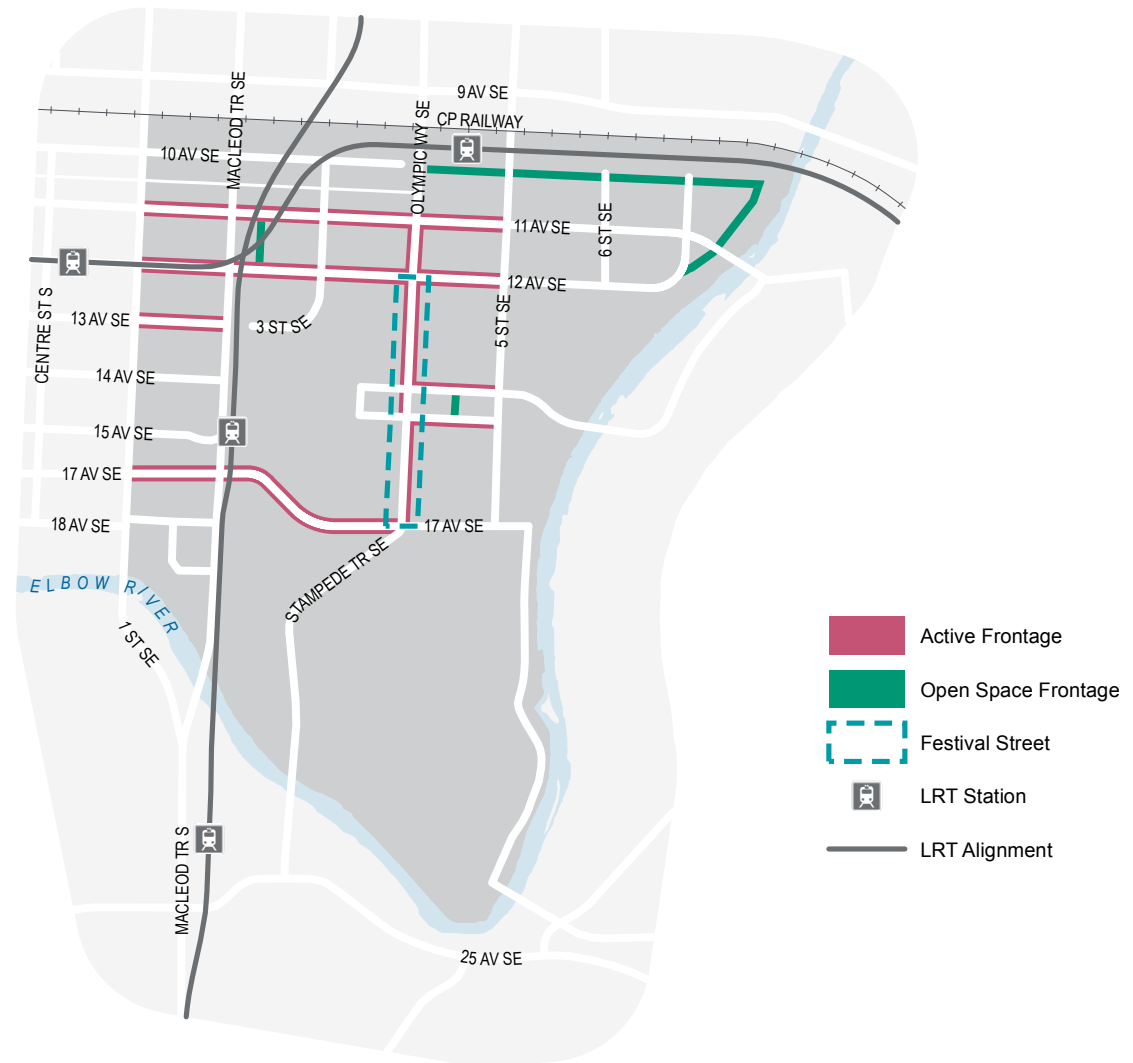 9 AV SE
CP RAILWAY
MACLEOD TR SE
OLYMPIC WY SE
10 AV SE
11 AV SE
6 ST SE
12 AV SE
5 ST SE
CENTRE ST S
13 AV SE
3 ST SE
14 AV SE
15 AV SE
17 AV SE
18 AV SE
17 AV SE
STAMPEDE TR SE
ELBOW RIVER
1 ST SE
MACLEOD TR S
25 AV SE
Active Frontage
Open Space Frontage
Festival Street
LRT Station
LRT Alignment